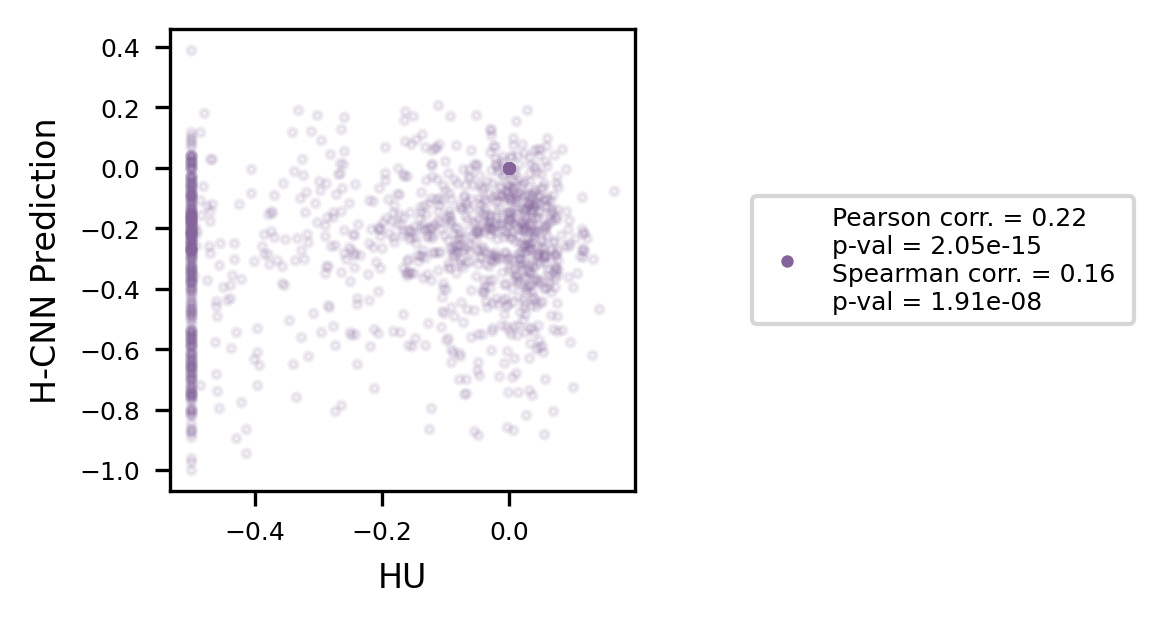 0.4
0.2
0.0
−0.2
−0.4
−0.6
−0.8
−1.0
H-CNN Prediction
−0.4 −0.2 0.0
HU
Pearson corr. = 0.22
p-val = 2.05e-15
Spearman corr. = 0.16
p-val = 1.91e-08